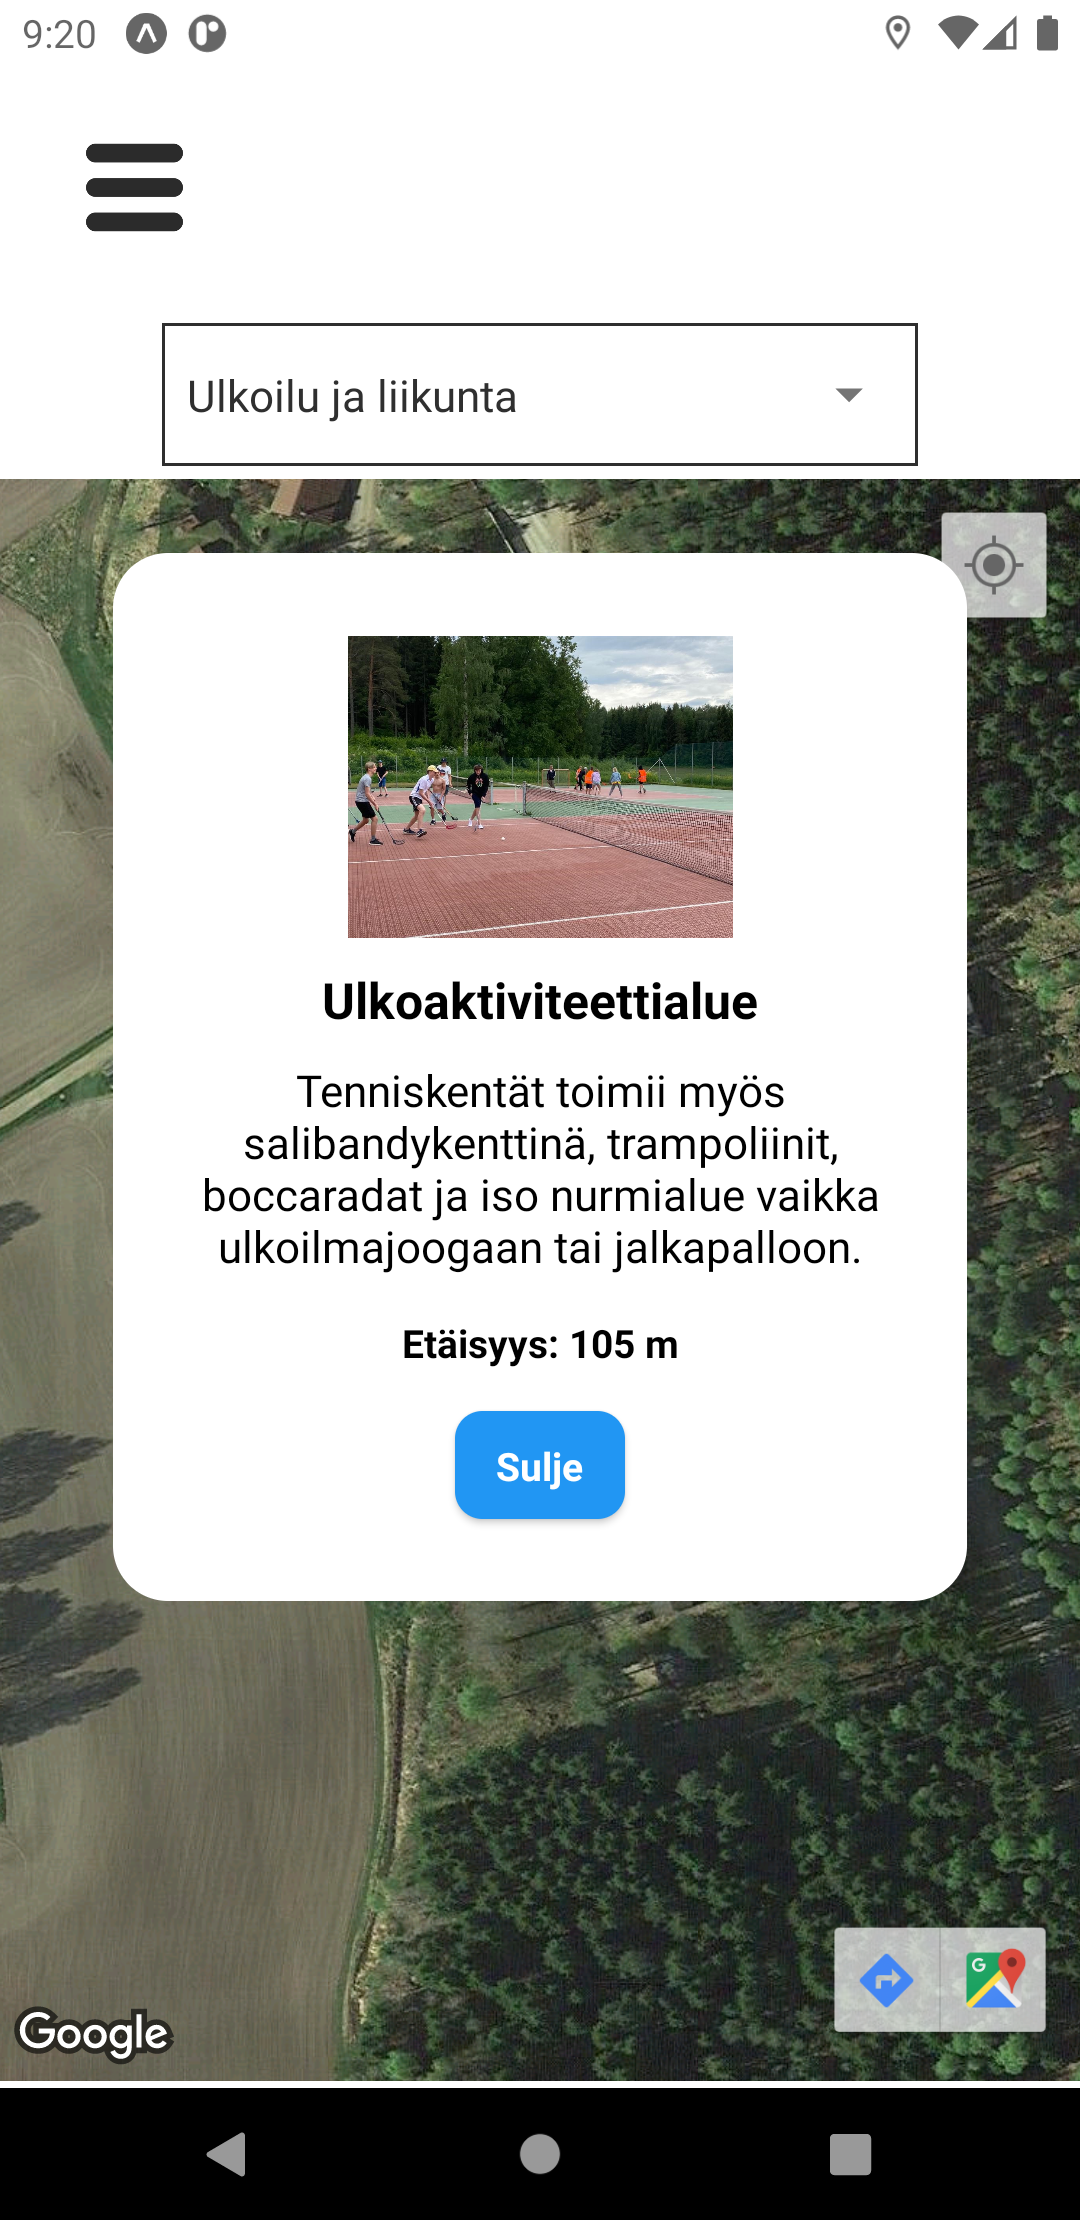 9:20
Ulkoilu ja liikunta
Ulkoaktiviteettialue
Tenniskentät toimii myös
salibandykenttinä, trampoliinit,
boccaradat ja iso nurmialue vaikka
ulkoilmajoogaan tai jalkapalloon.
Etäisyys: 105 m
Sulje
G
Google